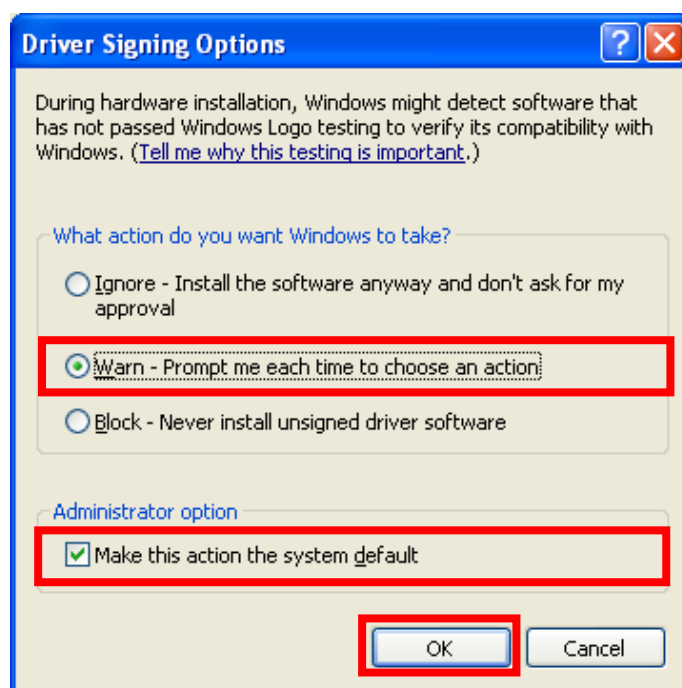 Driver Signing Options
During hardware installation, Windows might detect software that
has not passed Windows Logo testing to verify its compatibility with
Windows. (Tell me why this testing is important.)
What action do you want Windows to take?
Ignore - Install the software anyway and don't ask for my
approval
Warn - Prompt me each time to choose an action
Block - Never install unsigned driver software
Administrator option
Make this action the system default
OK
Cancel